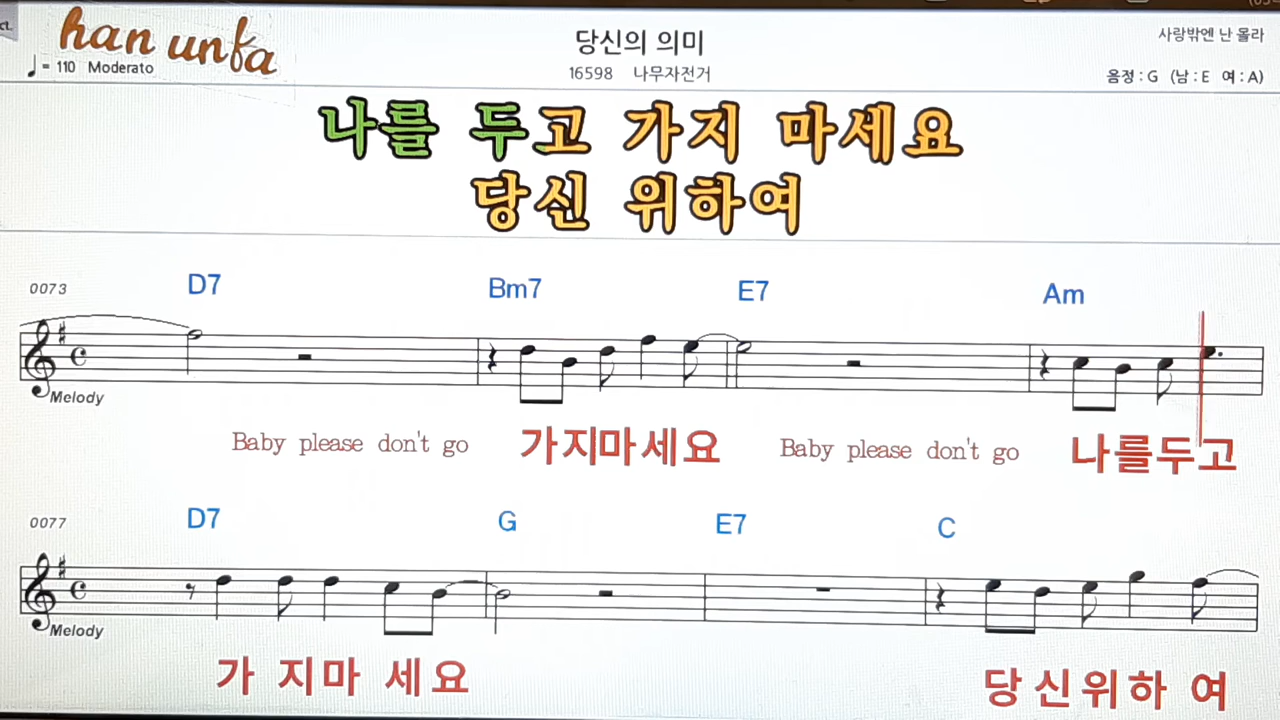 ct.
han unfa
당신의 의미
사랑밖엔 난 몰라
♩= 110 Moderato
16598 나무자전거
음정 : G (남 : E 여 : A)
나를 두고 가지 마세요
당신 위하여
0073 D7 Bm7 E7 Am
Melody
Baby please don't go 가지마세요 Baby please don't go 나를두고
0077 D7 G E7 C
Melody
가 지마 세요 당신위하 여